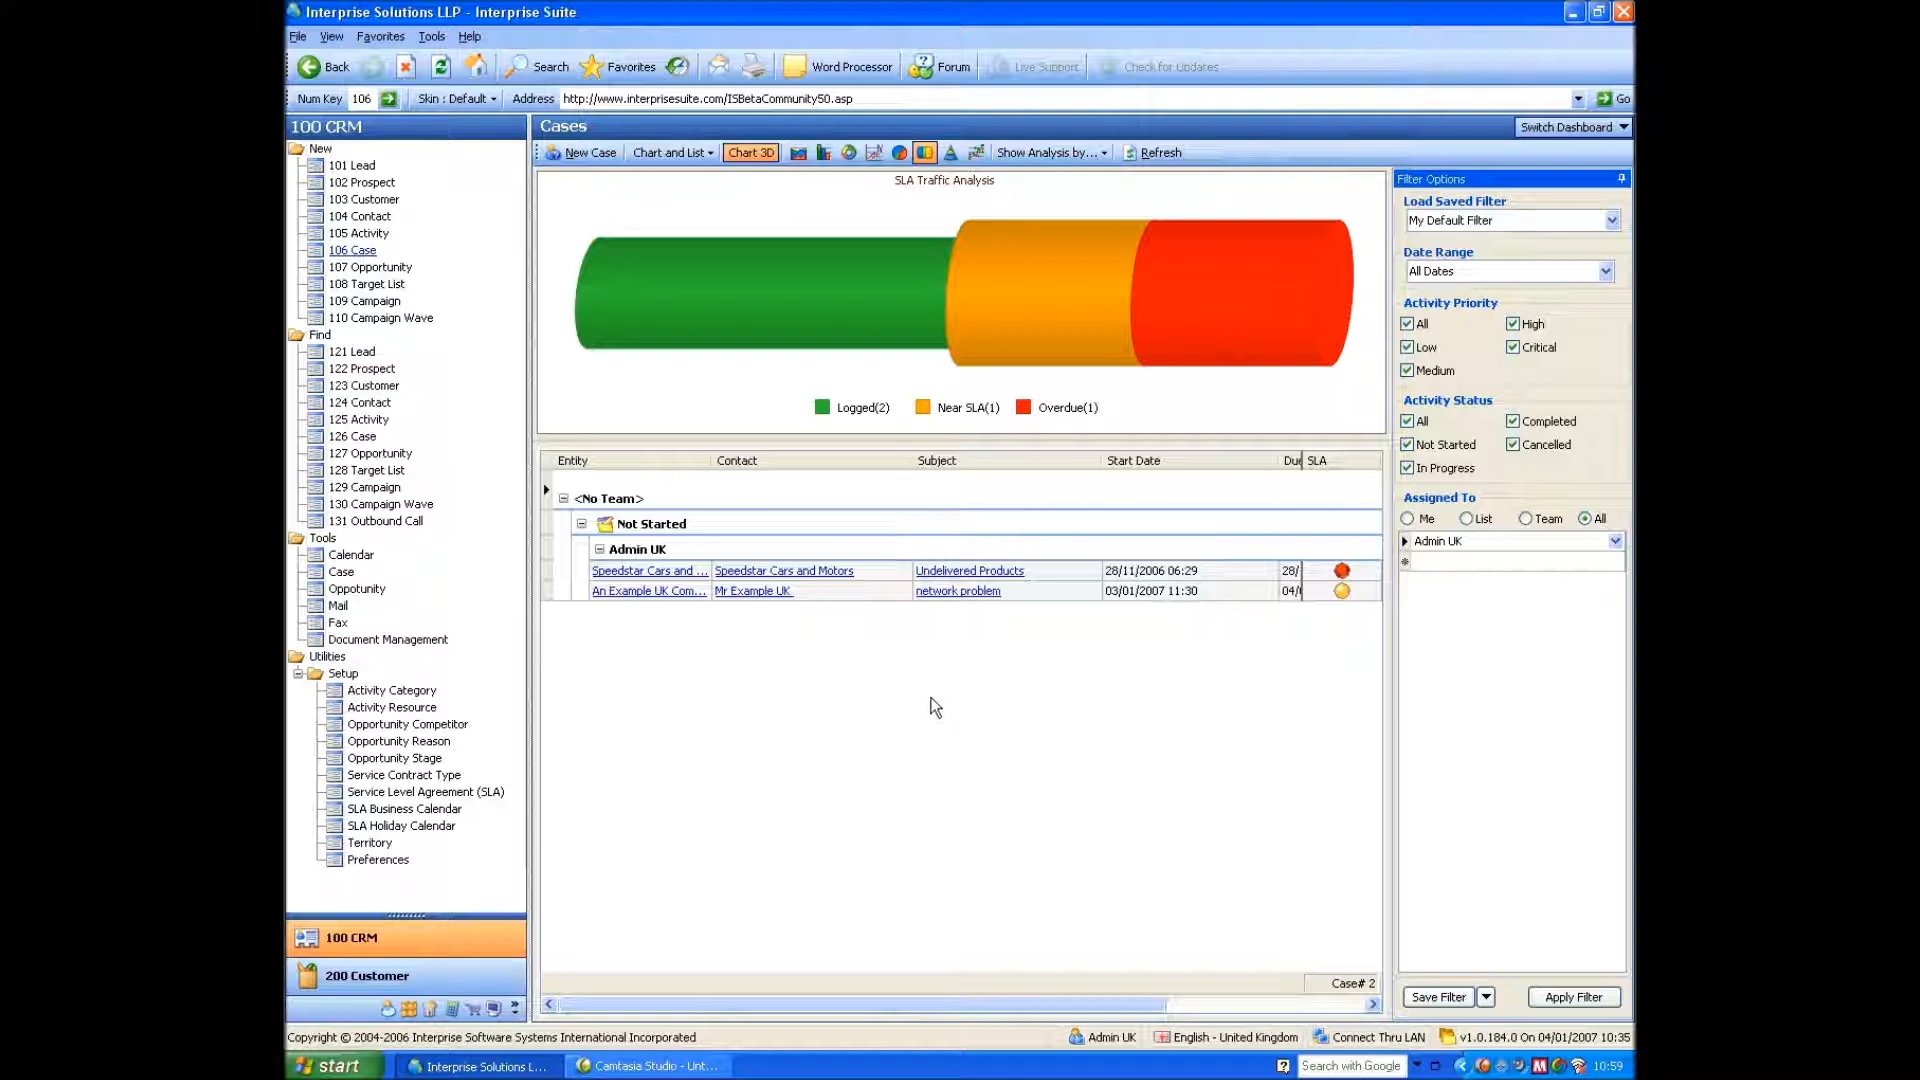 Interprise Solutions LLP - Interprise Suite
File View Favorites Tools Help
Back Search Favorites Word Processor Forum Live Support Check for Updates
Num Key 106 Skin : Default Address http://www.interprisesuite.com/ISBetaCommunity50.asp Go
100 CRM
New
101 Lead
102 Prospect
103 Customer
104 Contact
105 Activity
106 Case
107 Opportunity
108 Target List
109 Campaign
110 Campaign Wave
Find
121 Lead
122 Prospect
123 Customer
124 Contact
125 Activity
126 Case
127 Opportunity
128 Target List
129 Campaign
130 Campaign Wave
131 Outbound Call
Tools
Calendar
Case
Oppotunity
Mail
Fax
Document Management
Utilities
Setup
Activity Category
Activity Resource
Opportunity Competitor
Opportunity Reason
Opportunity Stage
Service Contract Type
Service Level Agreement (SLA)
SLA Business Calendar
SLA Holiday Calendar
Territory
Preferences
100 CRM
200 Customer
Cases Switch Dashboard
New Case Chart and List Chart 3D Show Analysis by... Refresh
SLA Traffic Analysis
Logged(2) Near SLA(1) Overdue(1)
Entity Contact Subject Start Date Du SLA
<No Team>
Not Started
Admin UK
Speedstar Cars and ... Speedstar Cars and Motors Undelivered Products 28/11/2006 06:29 28/
An Example UK Com... Mr Example UK network problem 03/01/2007 11:30 04/
Case# 2
Filter Options
Load Saved Filter
My Default Filter
Date Range
All Dates
Activity Priority
All High
Low Critical
Medium
Activity Status
All Completed
Not Started Cancelled
In Progress
Assigned To
Me List Team All
Admin UK
Save Filter Apply Filter
Copyright © 2004-2006 Interprise Software Systems International Incorporated Admin UK English - United Kingdom Connect Thru LAN v1.0.184.0 On 04/01/2007 10:35
start Interprise Solutions L... Camtasia Studio - Unt... Search with Google 10:59